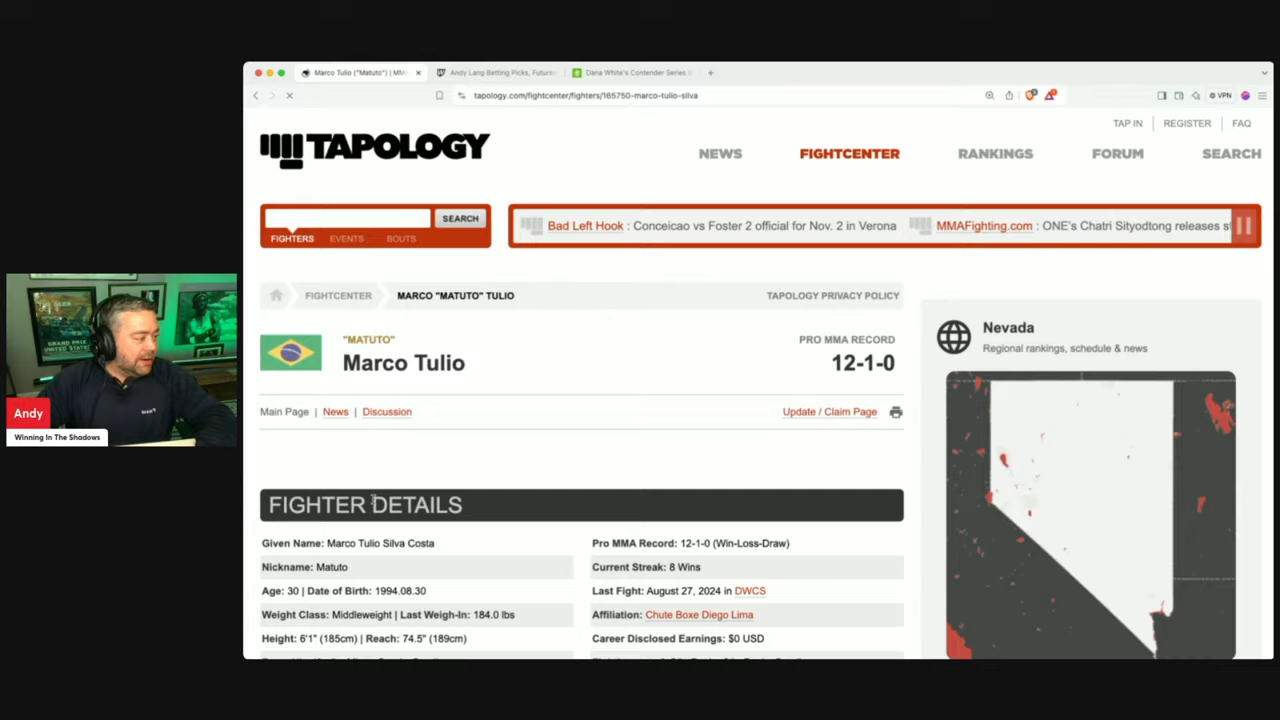 Marco Tulio ("Matuto") | MM
Andy Lang Betting Picks, Future
Dana White's Contender Series
tapology.com/fightcenter/fighters/165750-marco-tulio-silva
VPN
TAPOLOGY
TAP IN
REGISTER
FAQ
NEWS
FIGHTCENTER
RANKINGS
FORUM
SEARCH
SEARCH
FIGHTERS
EVENTS
BOUTS
Bad Left Hook : Conceicao vs Foster 2 official for Nov. 2 in Verona
MMAFighting.com : ONE's Chatri Sityodtong releases st
FIGHTCENTER
MARCO "MATUTO" TULIO
TAPOLOGY PRIVACY POLICY
"MATUTO"
Marco Tulio
PRO MMA RECORD
12-1-0
Nevada
Regional rankings, schedule & news
Main Page | News | Discussion
Update / Claim Page
FIGHTER DETAILS
Given Name: Marco Tulio Silva Costa
Pro MMA Record: 12-1-0 (Win-Loss-Draw)
Nickname: Matuto
Current Streak: 8 Wins
Age: 30 | Date of Birth: 1994.08.30
Last Fight: August 27, 2024 in DWCS
Weight Class: Middleweight | Last Weigh-In: 184.0 lbs
Affiliation: Chute Boxe Diego Lima
Height: 6'1" (185cm) | Reach: 74.5" (189cm)
Career Disclosed Earnings: $0 USD
GRAND PRIX
UNITED STATES
Andy
Winning In The Shadows